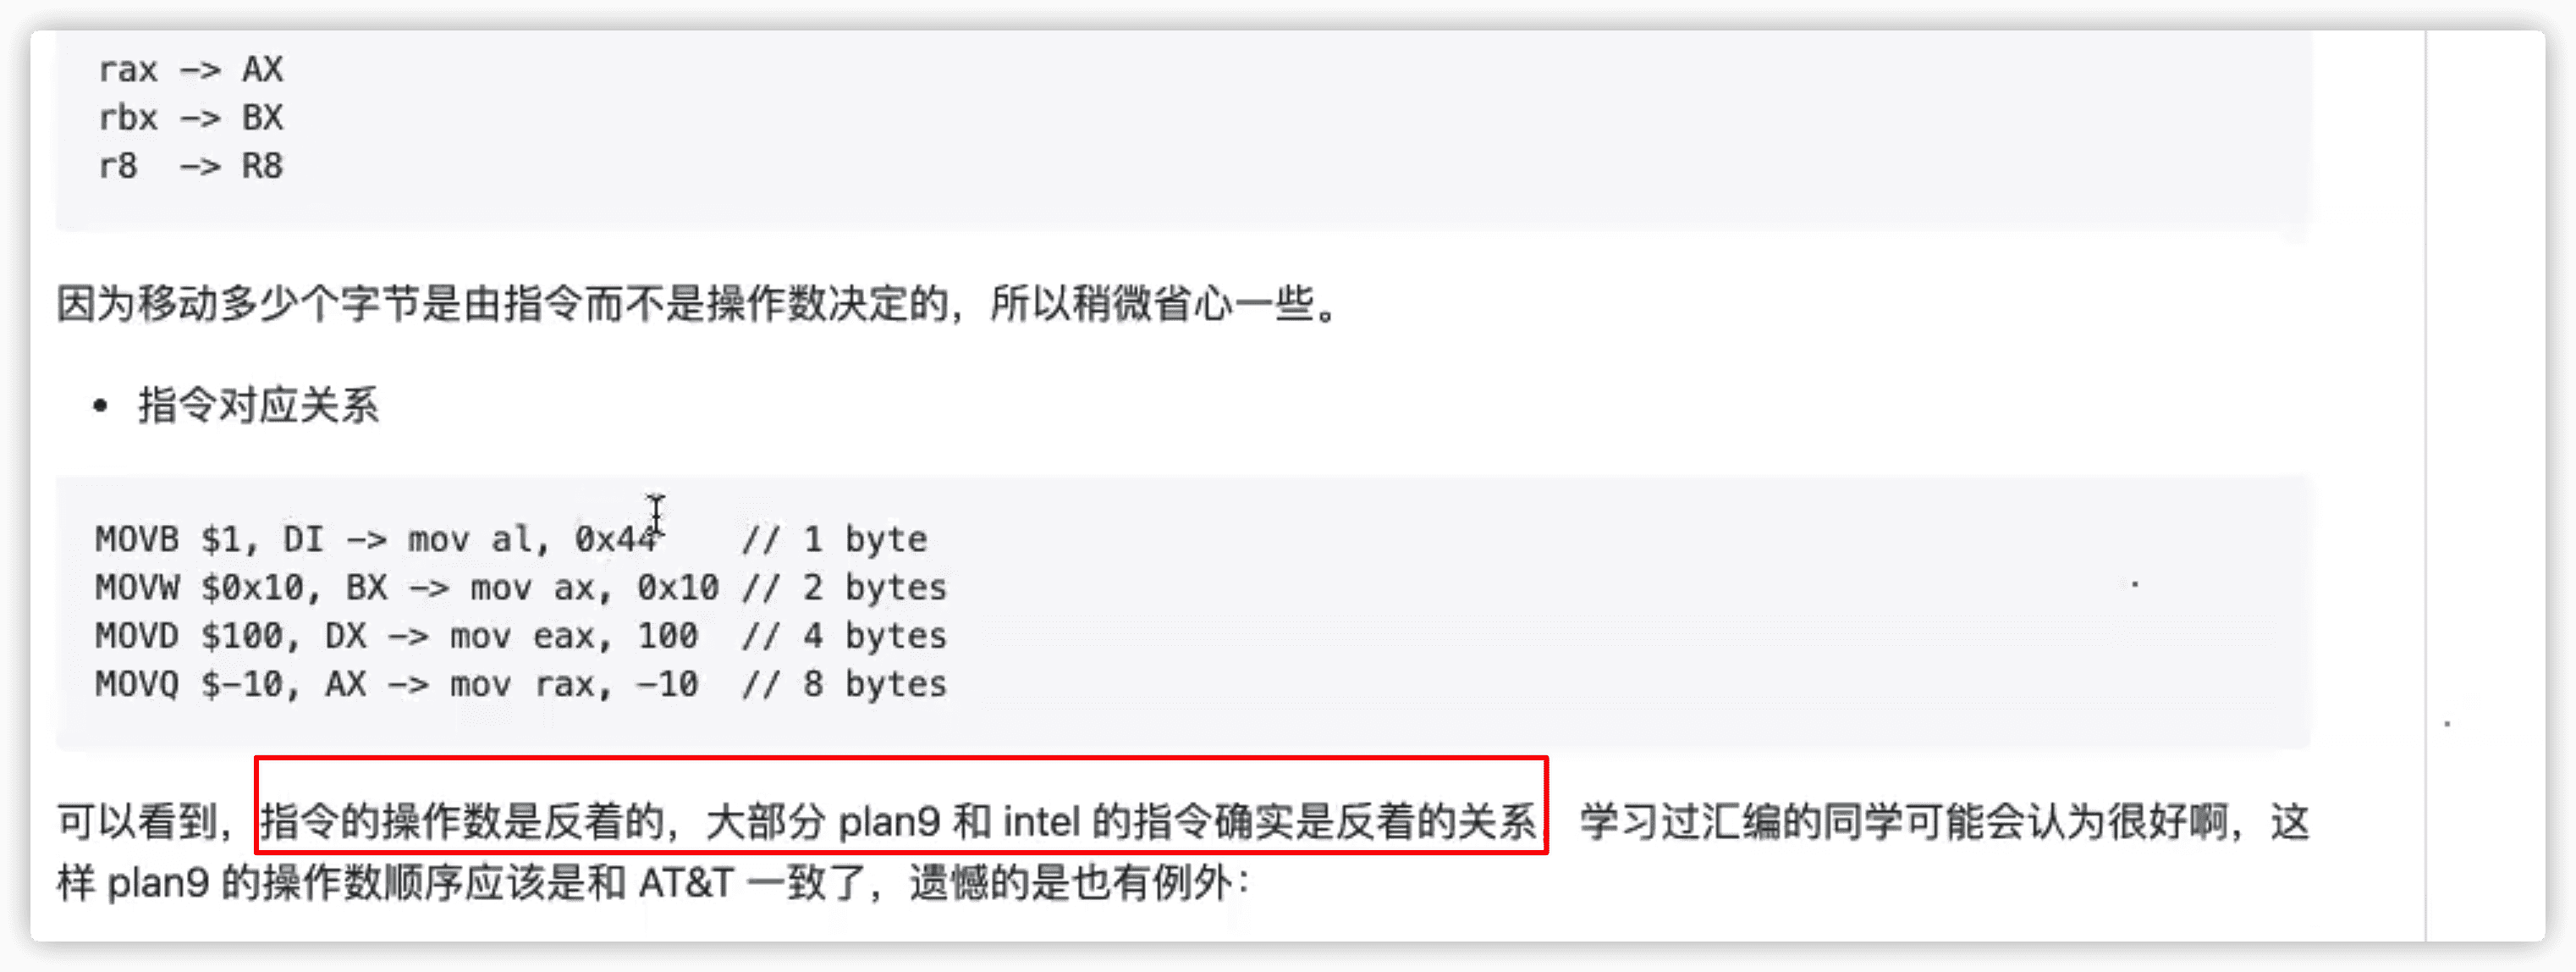 rax -> AX
rbx -> BX
r8  -> R8
因为移动多少个字节是由指令而不是操作数决定的，所以稍微省心一些。
• 指令对应关系
MOVB $1, DI -> mov al, 0x44    // 1 byte
MOVW $0x10, BX -> mov ax, 0x10 // 2 bytes
MOVD $100, DX -> mov eax, 100  // 4 bytes
MOVQ $-10, AX -> mov rax, -10  // 8 bytes
可以看到，指令的操作数是反着的，大部分 plan9 和 intel 的指令确实是反着的关系，学习过汇编的同学可能会认为很好啊，这
样 plan9 的操作数顺序应该是和 AT&T 一致了，遗憾的是也有例外：